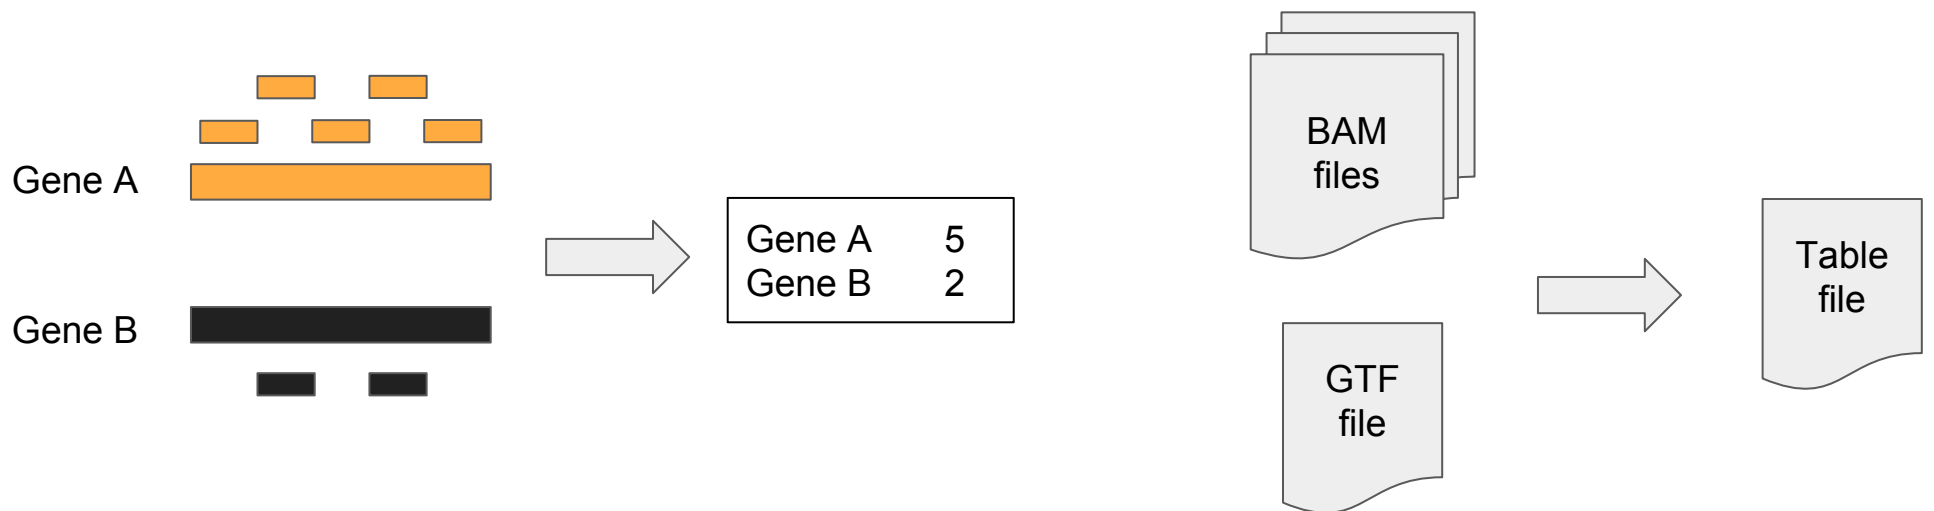 Gene A
Gene B
Gene A 5
Gene B 2
BAM
files
GTF
file
Table
file